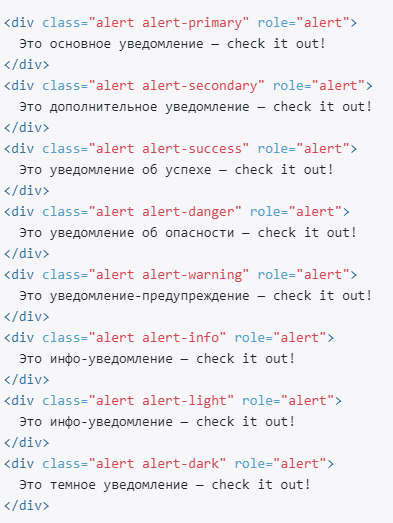 <div class="alert alert-primary" role="alert">
  Это основное уведомление — check it out!
</div>
<div class="alert alert-secondary" role="alert">
  Это дополнительное уведомление — check it out!
</div>
<div class="alert alert-success" role="alert">
  Это уведомление об успехе — check it out!
</div>
<div class="alert alert-danger" role="alert">
  Это уведомление об опасности — check it out!
</div>
<div class="alert alert-warning" role="alert">
  Это уведомление-предупреждение — check it out!
</div>
<div class="alert alert-info" role="alert">
  Это инфо-уведомление — check it out!
</div>
<div class="alert alert-light" role="alert">
  Это инфо-уведомление — check it out!
</div>
<div class="alert alert-dark" role="alert">
  Это темное уведомление — check it out!
</div>